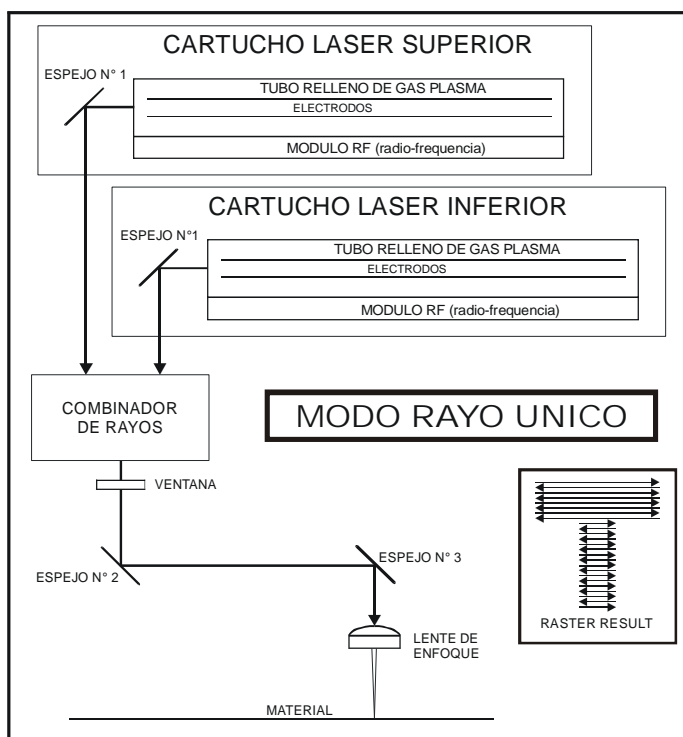 CARTUCHO LASER SUPERIOR
ESPEJO N° 1
TUBO RELLENO DE GAS PLASMA
ELECTRODOS
MODULO RF (radio-frequencia)
CARTUCHO LASER INFERIOR
ESPEJO N°1
TUBO RELLENO DE GAS PLASMA
ELECTRODOS
MODULO RF (radio-frequencia)
COMBINADOR
DE RAYOS
MODO RAYO UNICO
VENTANA
ESPEJO N° 2
ESPEJO N° 3
LENTE DE
ENFOQUE
RASTER RESULT
MATERIAL